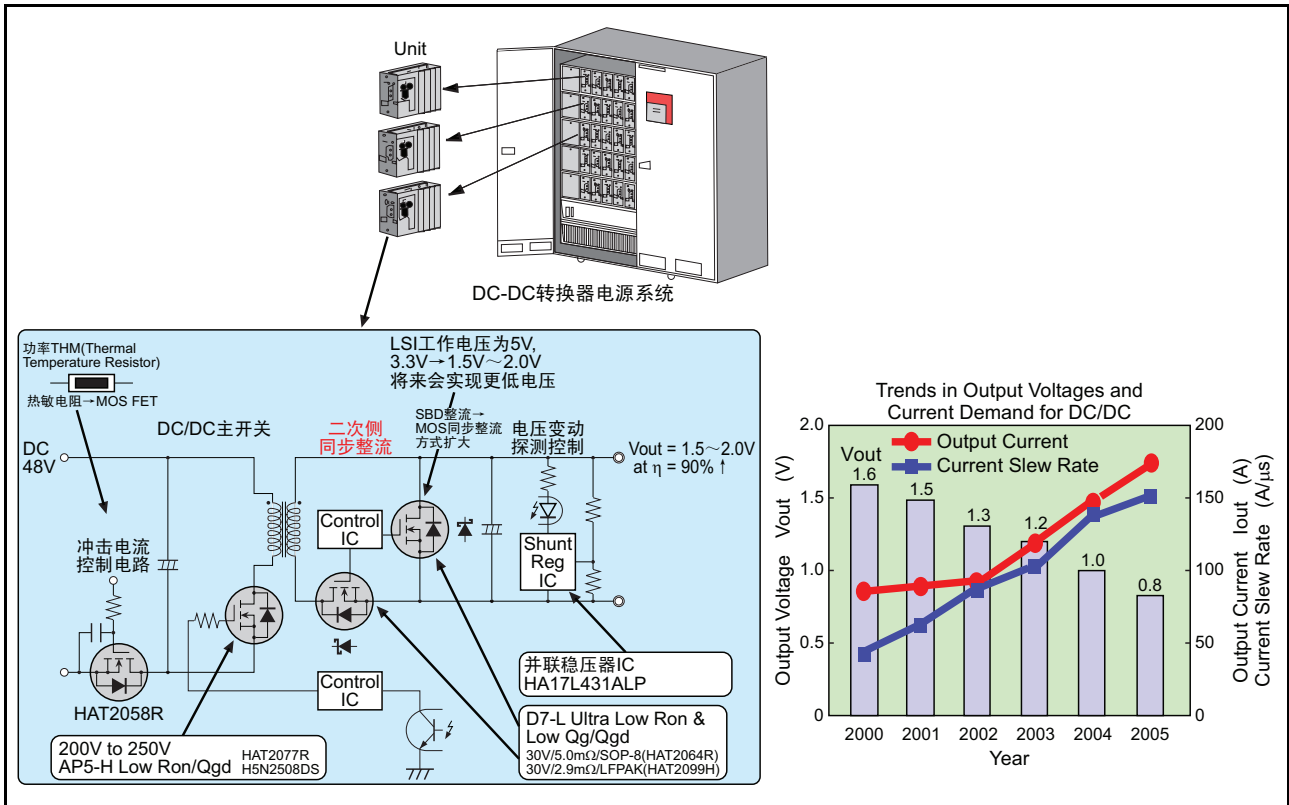 Unit
DC-DC转换器电源系统
功率THM(Thermal
Temperature Resistor)
热敏电阻→MOS FET
LSI工作电压为5V,
3.3V→1.5V～2.0V
将来会实现更低电压
DC/DC主开关
二次侧
同步整流
SBD整流→
MOS同步整流
方式扩大
电压变动
探测控制
DC
48V
Vout = 1.5～2.0V
at η = 90% ↑
冲击电流
控制电路
Control
IC
Shunt
Reg
IC
HAT2058R
Control
IC
并联稳压器IC
HA17L431ALP
200V to 250V
AP5-H Low Ron/Qgd
HAT2077R
H5N2508DS
D7-L Ultra Low Ron &
Low Qg/Qgd
30V/5.0mΩ/SOP-8(HAT2064R)
30V/2.9mΩ/LFPAK(HAT2099H)
Trends in Output Voltages and
Current Demand for DC/DC
Output Current
Current Slew Rate
Vout
1.6
1.5
1.3
1.2
1.0
0.8
2.0
1.5
1.0
0.5
0
200
150
100
50
0
Output Voltage Vout (V)
Output Current Iout (A)
Current Slew Rate (A/μs)
2000 2001 2002 2003 2004 2005
Year